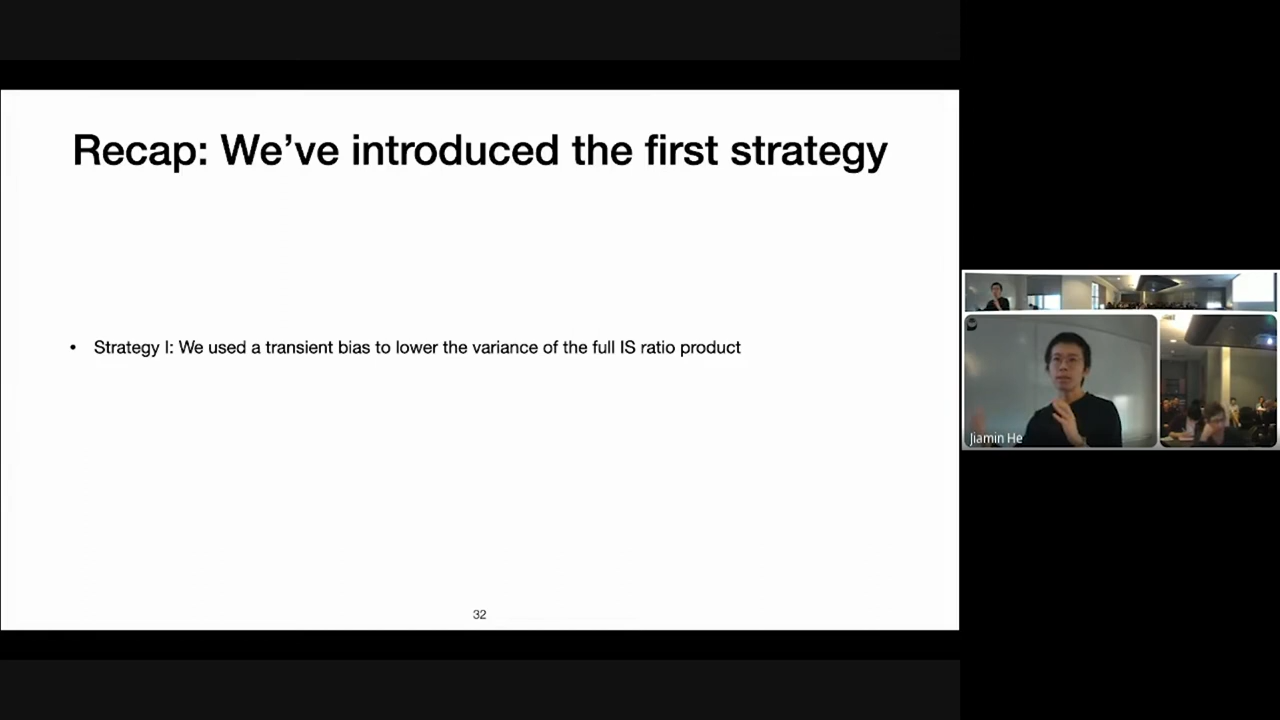 Recap: We've introduced the first strategy
• Strategy I: We used a transient bias to lower the variance of the full IS ratio product
32
Jiamin He